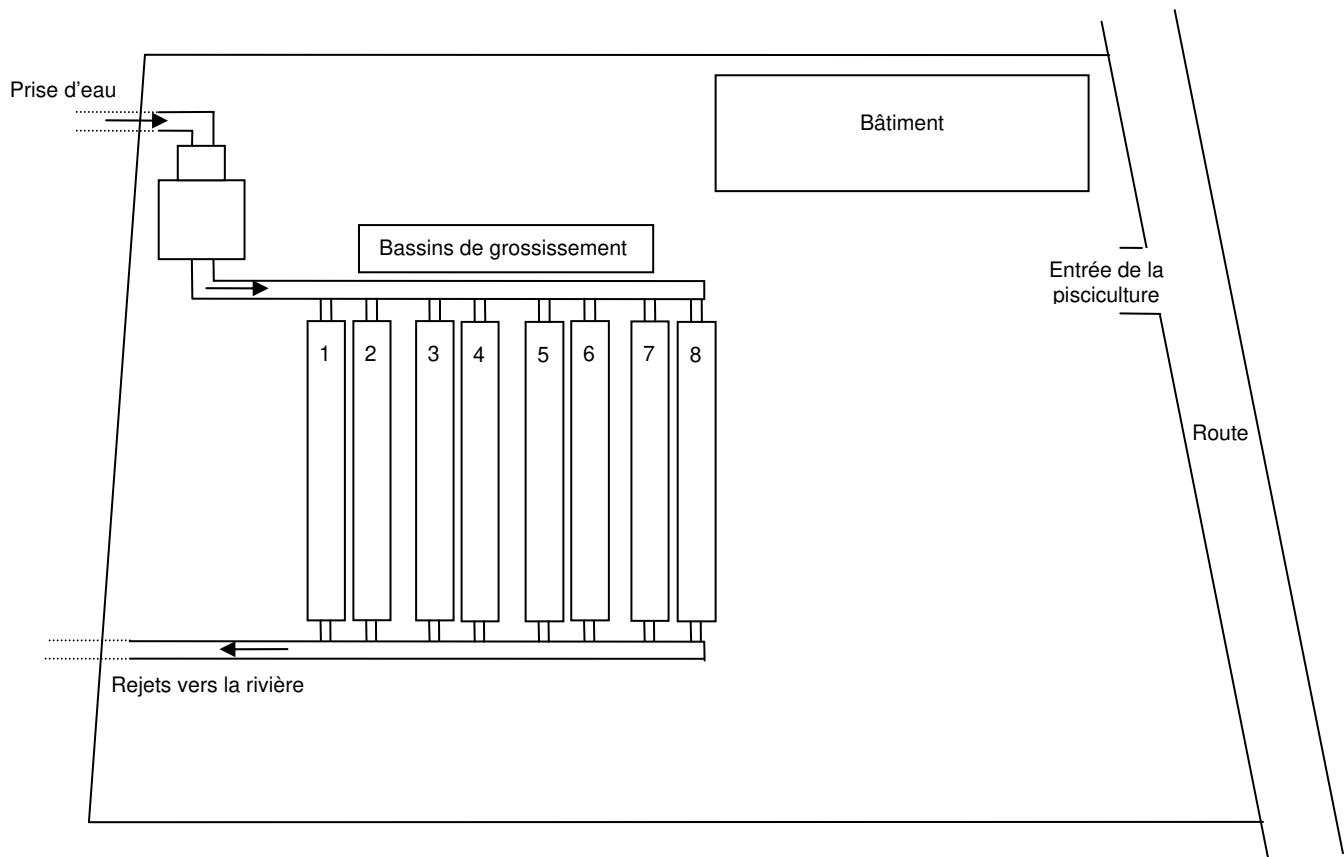 Prise d'eau
Bâtiment
Bassins de grossissement
Entrée de la
pisciculture
1 2 3 4 5 6 7 8
Route
Rejets vers la rivière